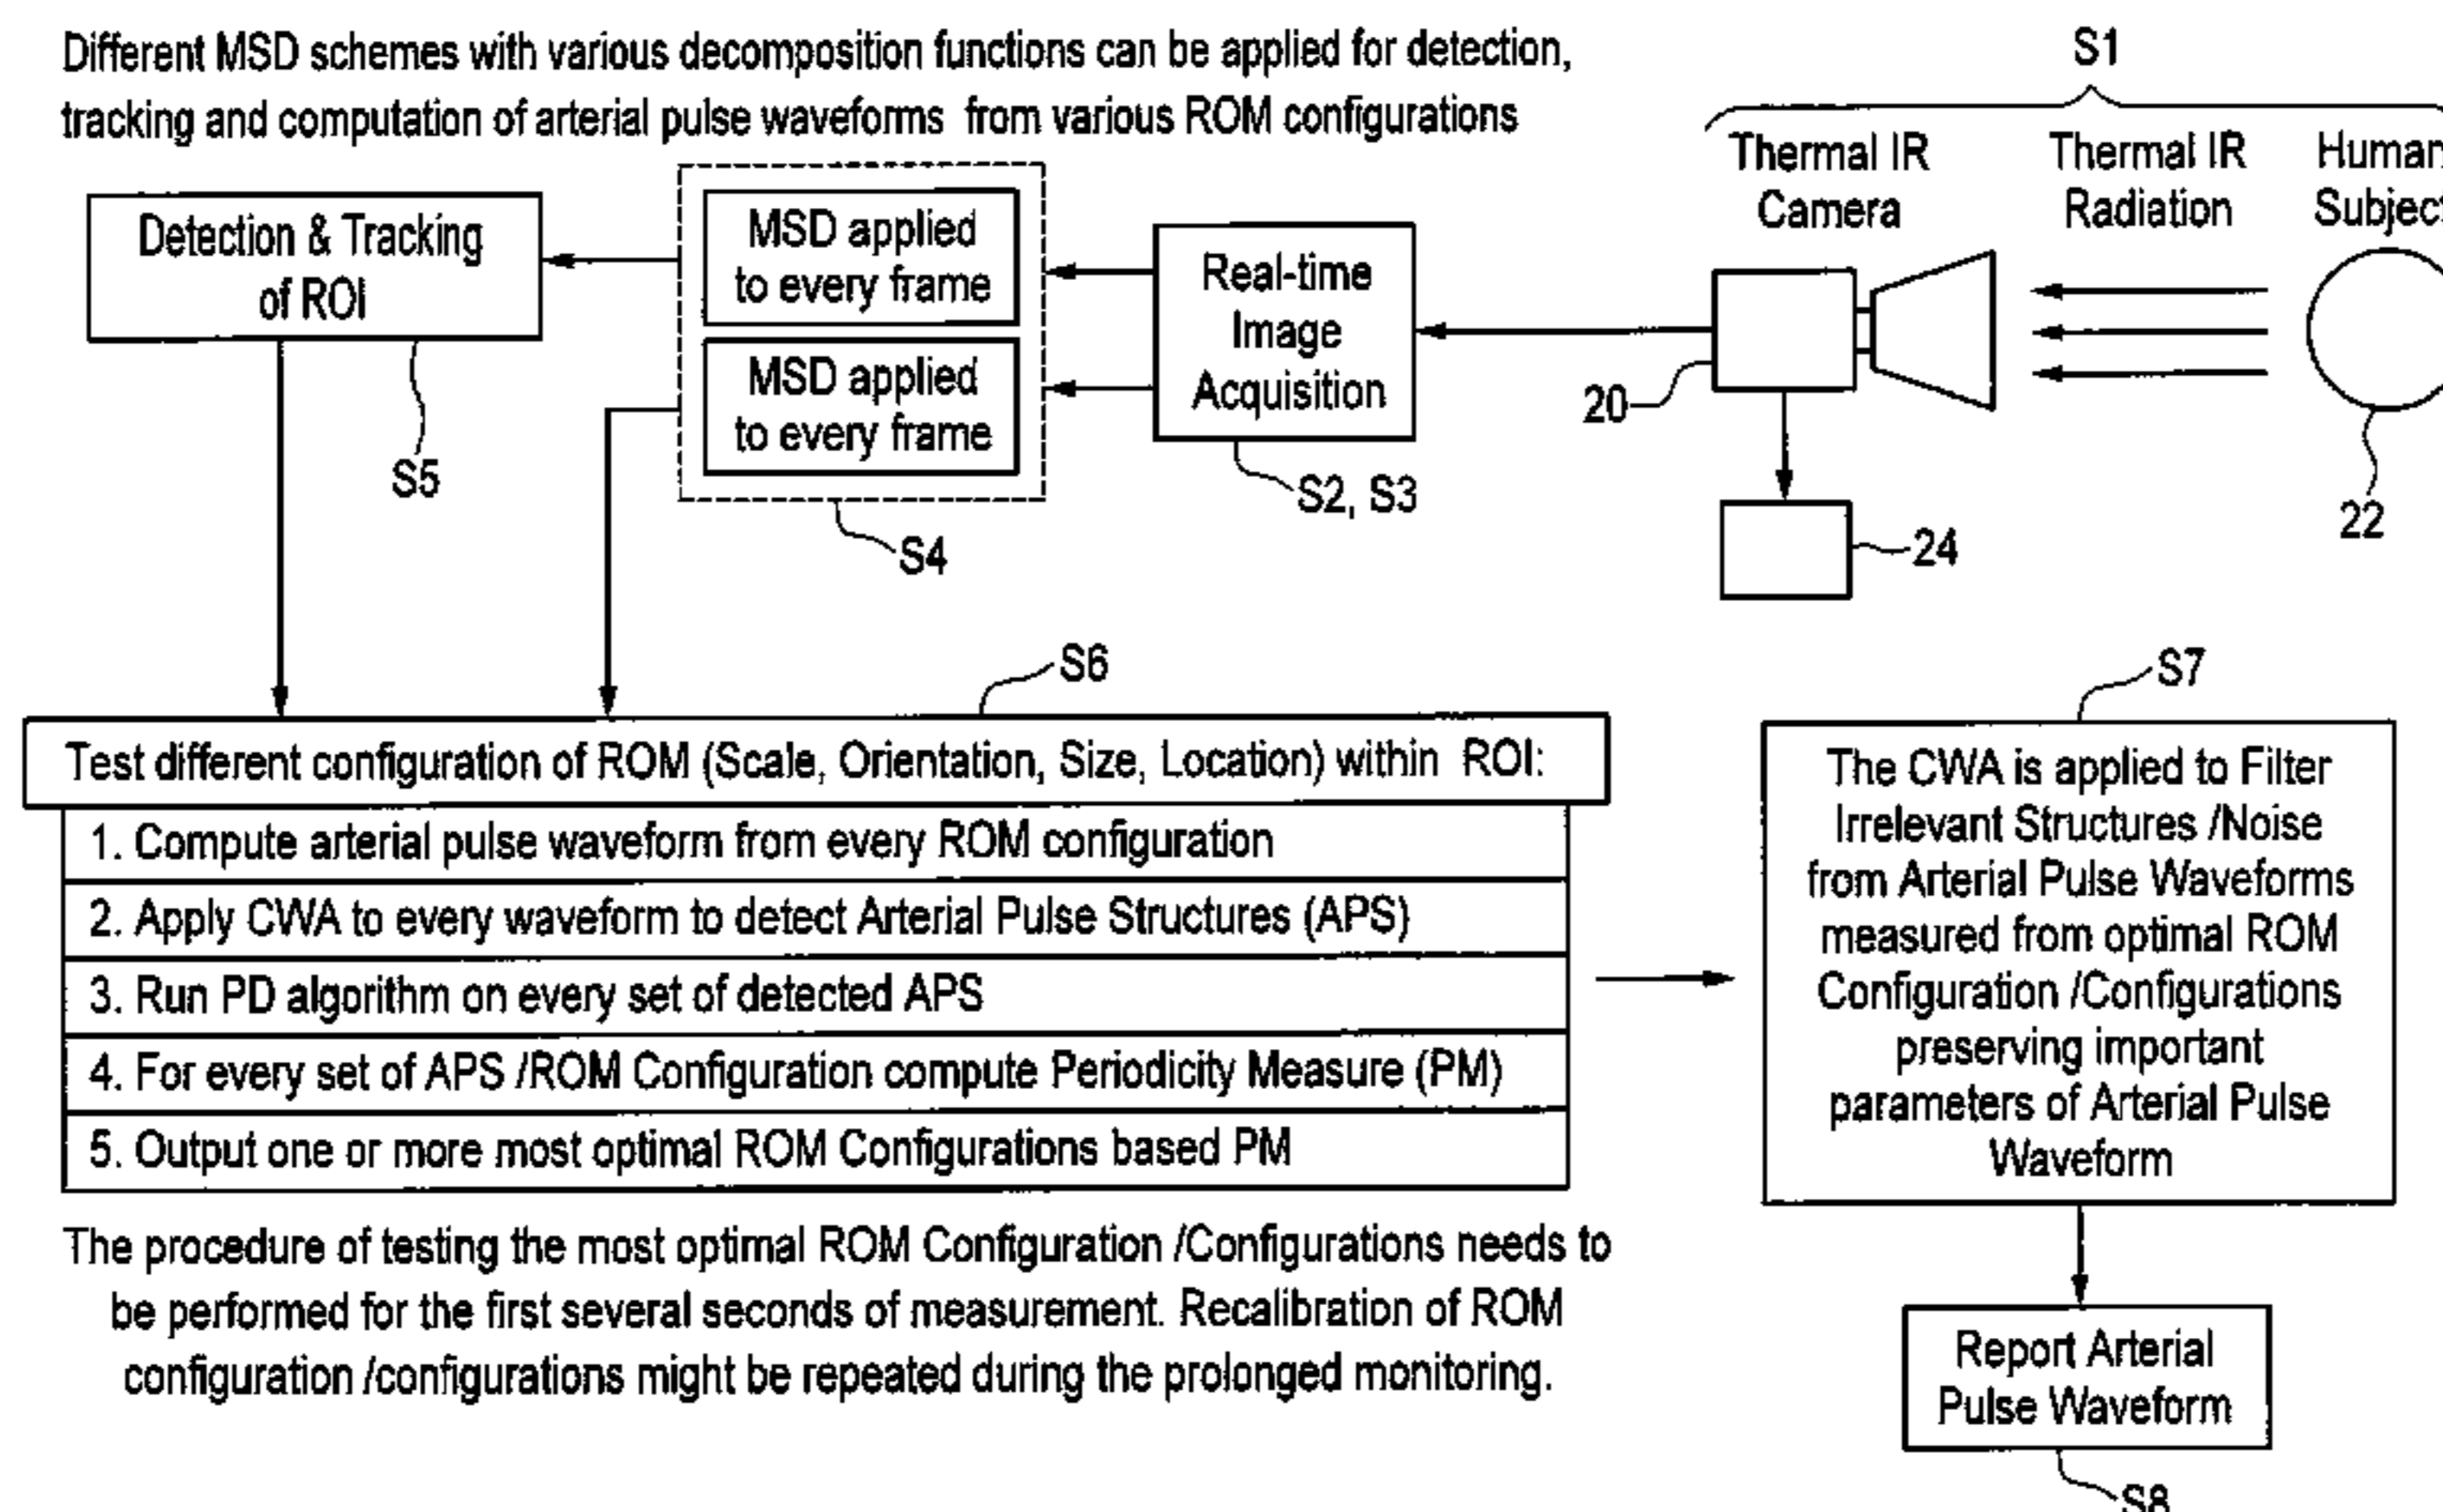 Different MSD schemes with various decomposition functions can be applied for detection,
tracking and computation of arterial pulse waveforms from various ROM configurations
S1
Thermal IR
Camera
Thermal IR
Radiation
Human
Subject
Detection & Tracking
of ROI
MSD applied
to every frame
MSD applied
to every frame
Real-time
Image
Acquisition
20
22
24
S5
S4
S2, S3
S6
Test different configuration of ROM (Scale, Orientation, Size, Location) within ROI:
1. Compute arterial pulse waveform from every ROM configuration
2. Apply CWA to every waveform to detect Arterial Pulse Structures (APS)
3. Run PD algorithm on every set of detected APS
4. For every set of APS /ROM Configuration compute Periodicity Measure (PM)
5. Output one or more most optimal ROM Configurations based PM
The procedure of testing the most optimal ROM Configuration /Configurations needs to
be performed for the first several seconds of measurement. Recalibration of ROM
configuration /configurations might be repeated during the prolonged monitoring.
S7
The CWA is applied to Filter
Irrelevant Structures /Noise
from Arterial Pulse Waveforms
measured from optimal ROM
Configuration /Configurations
preserving important
parameters of Arterial Pulse
Waveform
Report Arterial
Pulse Waveform
S8